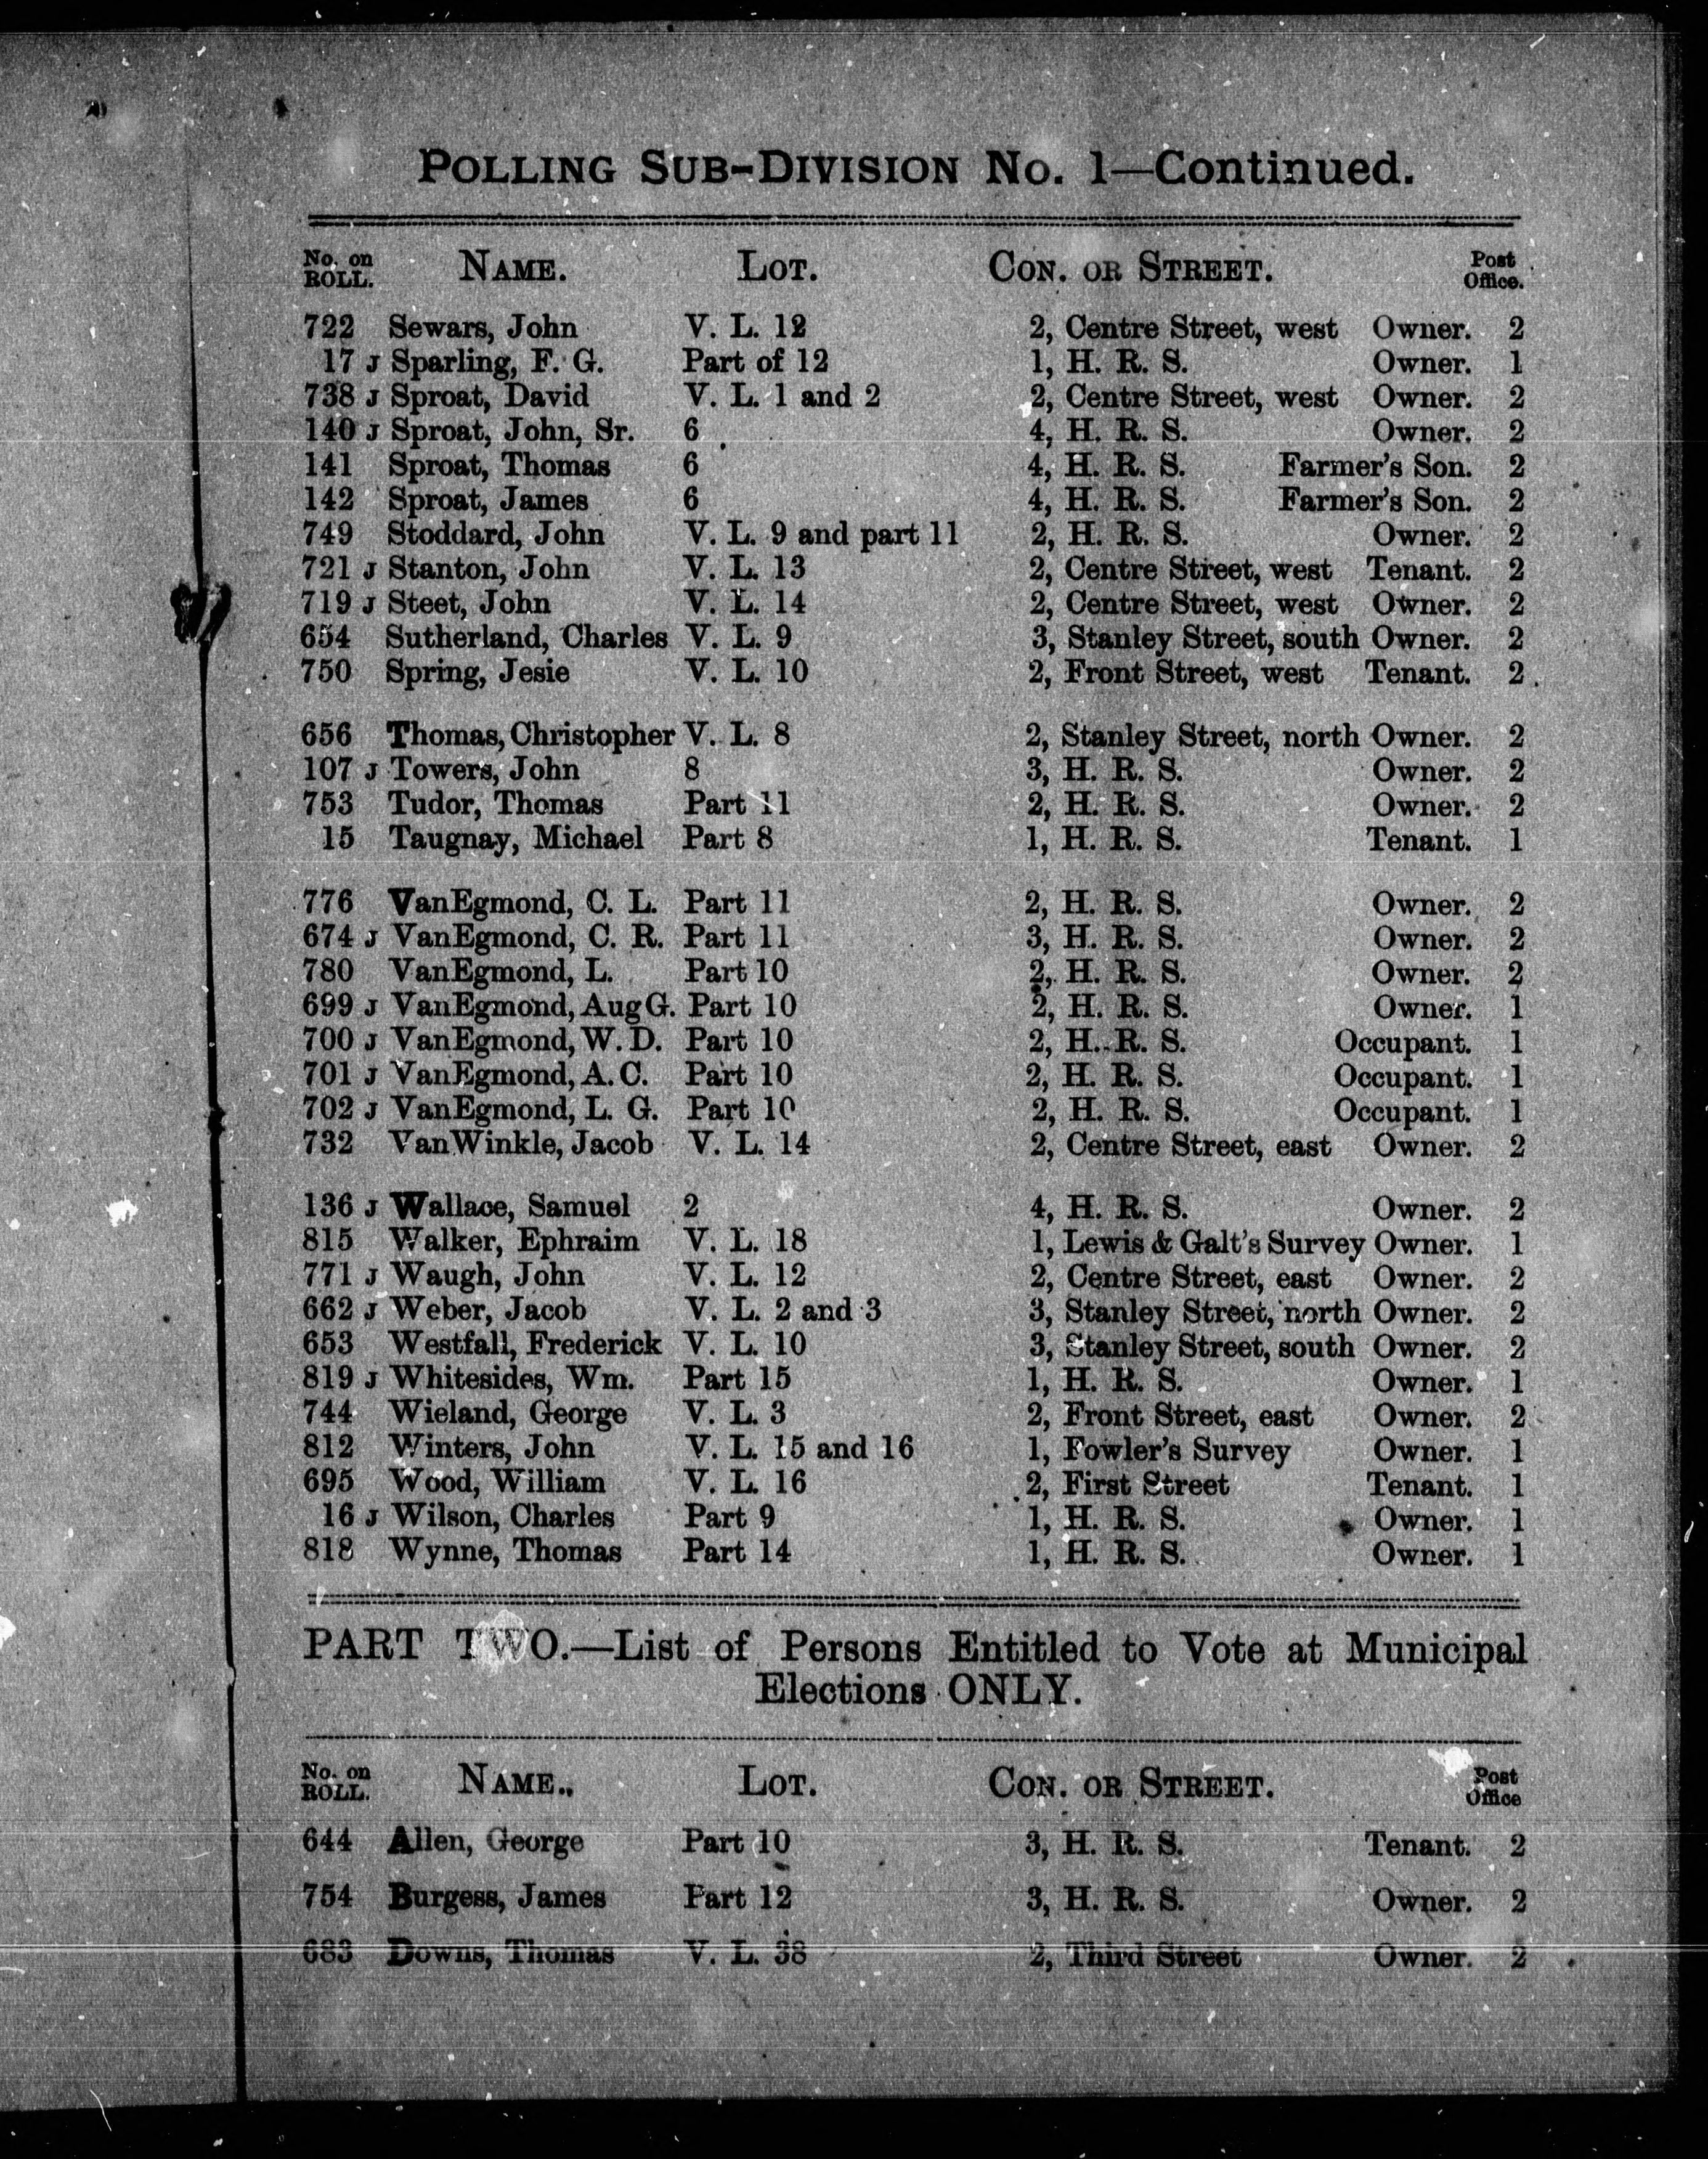 POLLING SUB-DIVISION No. 1—Continued.
No. on ROLL. NAME. LOT. CON. OR STREET. Post Office.
722 Sewars, John V. L. 12 2, Centre Street, west Owner. 2
17 J Sparling, F. G. Part of 12 1, H. R. S. Owner. 1
738 J Sproat, David V. L. 1 and 2 2, Centre Street, west Owner. 2
140 J Sproat, John, Sr. 6 4, H. R. S. Owner. 2
141 Sproat, Thomas 6 4, H. R. S. Farmer's Son. 2
142 Sproat, James 6 4, H. R. S. Farmer's Son. 2
749 Stoddard, John V. L. 9 and part 11 2, H. R. S. Owner. 2
721 J Stanton, John V. L. 13 2, Centre Street, west Tenant. 2
719 J Steet, John V. L. 14 2, Centre Street, west Owner. 2
654 Sutherland, Charles V. L. 9 3, Stanley Street, south Owner. 2
750 Spring, Jesie V. L. 10 2, Front Street, west Tenant. 2
656 Thomas, Christopher V. L. 8 2, Stanley Street, north Owner. 2
107 J Towers, John 8 3, H. R. S. Owner. 2
753 Tudor, Thomas Part 11 2, H. R. S. Owner. 2
15 Taugnay, Michael Part 8 1, H. R. S. Tenant. 1
776 VanEgmond, C. L. Part 11 2, H. R. S. Owner. 2
674 J VanEgmond, C. R. Part 11 3, H. R. S. Owner. 2
780 VanEgmond, L. Part 10 2, H. R. S. Owner. 2
699 J VanEgmond, Aug G. Part 10 2, H. R. S. Owner. 1
700 J VanEgmond, W. D. Part 10 2, H. R. S. Occupant. 1
701 J VanEgmond, A. C. Part 10 2, H. R. S. Occupant. 1
702 J VanEgmond, L. G. Part 10 2, H. R. S. Occupant. 1
732 VanWinkle, Jacob V. L. 14 2, Centre Street, east Owner. 2
136 J Wallace, Samuel 2 4, H. R. S. Owner. 2
815 Walker, Ephraim V. L. 18 1, Lewis & Galt's Survey Owner. 1
771 J Waugh, John V. L. 12 2, Centre Street, east Owner. 2
662 J Weber, Jacob V. L. 2 and 3 3, Stanley Street, north Owner. 2
653 Westfall, Frederick V. L. 10 3, Stanley Street, south Owner. 2
819 J Whitesides, Wm. Part 15 1, H. R. S. Owner. 1
744 Wieland, George V. L. 3 2, Front Street, east Owner. 2
812 Winters, John V. L. 15 and 16 1, Fowler's Survey Owner. 1
695 Wood, William V. L. 16 2, First Street Tenant. 1
16 J Wilson, Charles Part 9 1, H. R. S. Owner. 1
818 Wynne, Thomas Part 14 1, H. R. S. Owner. 1
PART TWO.—List of Persons Entitled to Vote at Municipal
Elections ONLY.
No. on ROLL. NAME., LOT. CON. OR STREET. Post Office
644 Allen, George Part 10 3, H. R. S. Tenant. 2
754 Burgess, James Part 12 3, H. R. S. Owner. 2
683 Downs, Thomas V. L. 38 2, Third Street Owner. 2